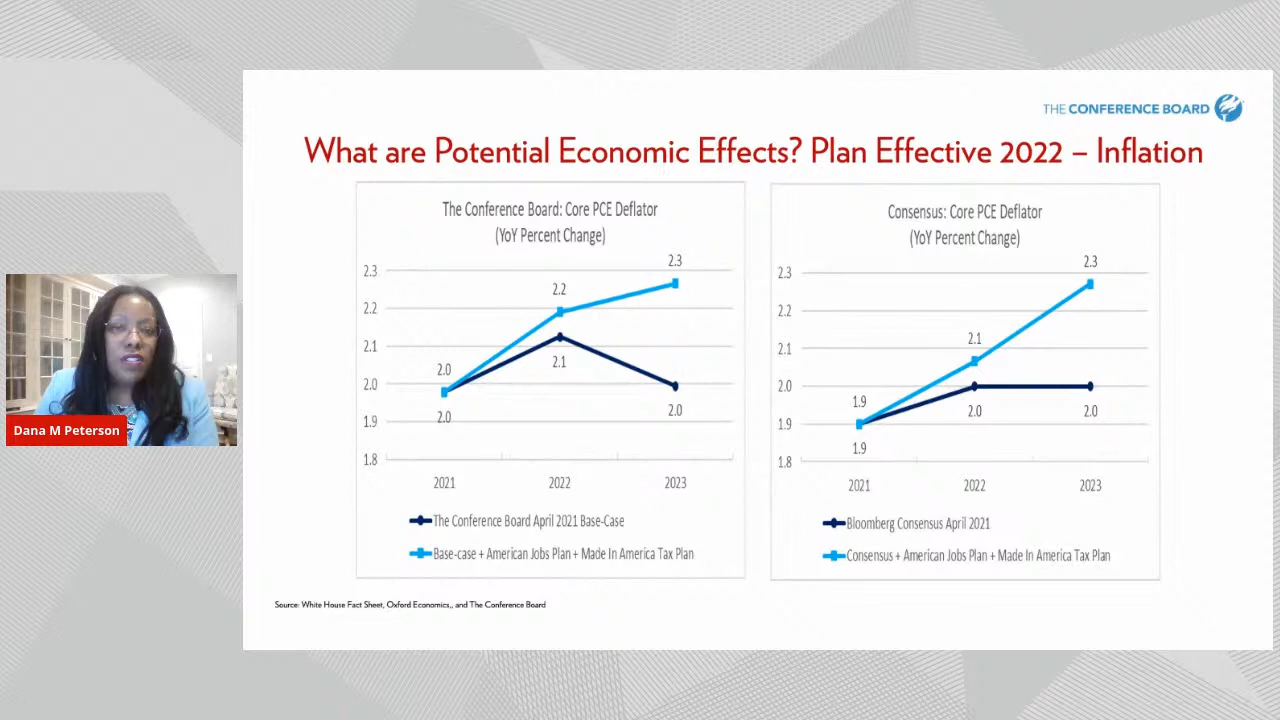 THE CONFERENCE BOARD
What are Potential Economic Effects? Plan Effective 2022 – Inflation
The Conference Board: Core PCE Deflator
(YoY Percent Change)
2.3
2.3
2.2
2.2
2.1
2.1
2.0
2.0
2.0
2.0
1.9
1.8
2021
2022
2023
The Conference Board April 2021 Base-Case
Base-case + American Jobs Plan + Made In America Tax Plan
Consensus: Core PCE Deflator
(YoY Percent Change)
2.3
2.3
2.2
2.1
2.1
2.0
2.0
2.0
1.9
1.9
1.9
1.8
2021
2022
2023
Bloomberg Consensus April 2021
Consensus + American Jobs Plan + Made In America Tax Plan
Dana M Peterson
Source: White House Fact Sheet, Oxford Economics,, and The Conference Board